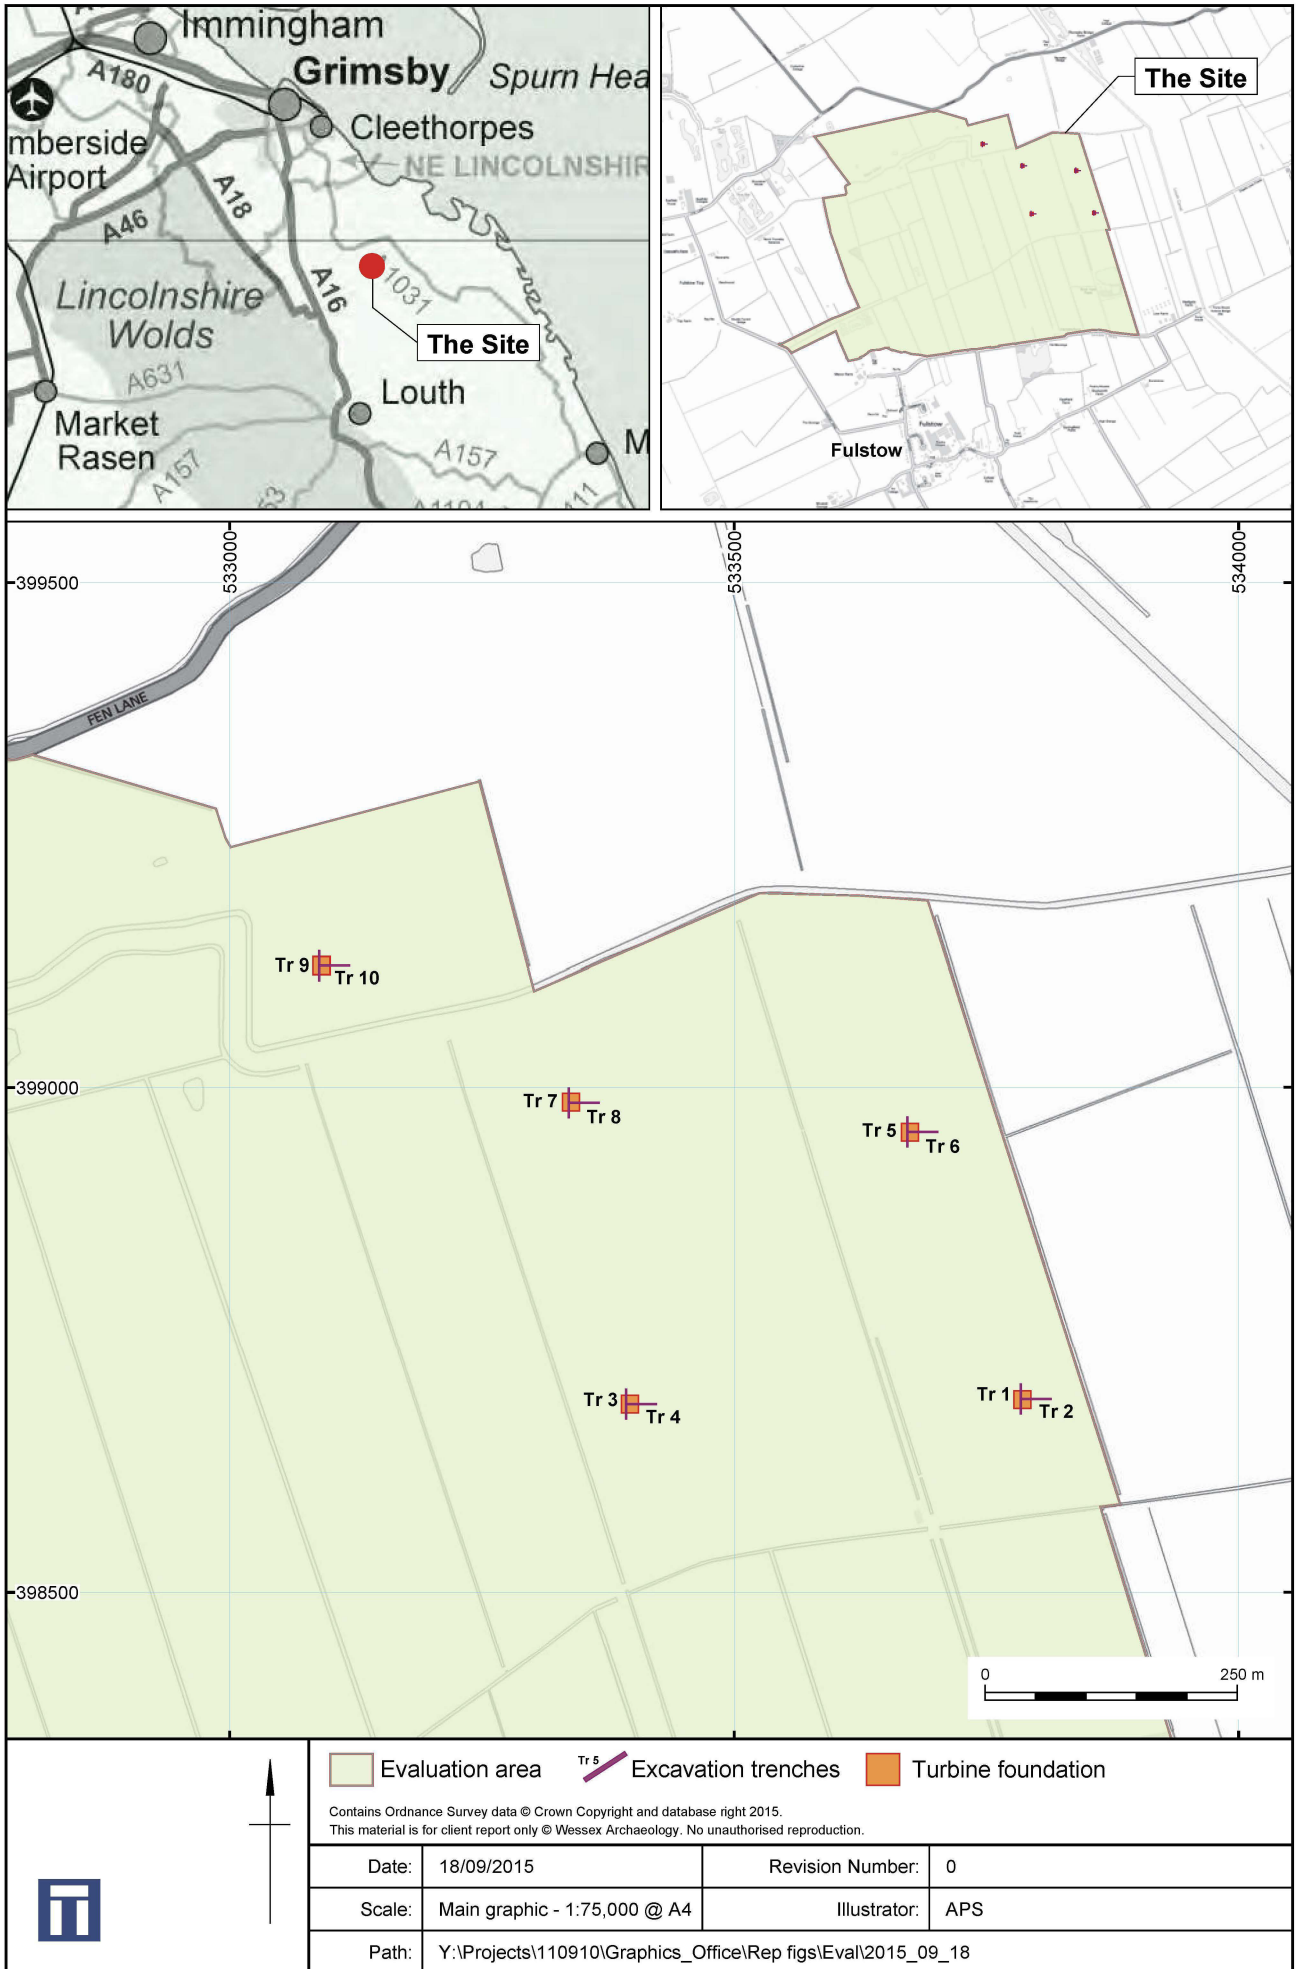 Immingham
A180
Grimsby
Spurn Hea
Cleethorpes
mberside
Airport
NE LINCOLNSHIR
A18
A46
Lincolnshire
Wolds
A16
A1031
The Site
A631
Louth
Market
Rasen
A157
A157
M
53
A1104
111
The Site
Fulstow
Fulstow
533000
533500
534000
399500
FEN LANE
Tr 9
Tr 10
399000
Tr 7
Tr 8
Tr 5
Tr 6
Tr 3
Tr 4
Tr 1
Tr 2
398500
0 250 m
Evaluation area
Tr 5
Excavation trenches
Turbine foundation
Contains Ordnance Survey data © Crown Copyright and database right 2015.
This material is for client report only © Wessex Archaeology. No unauthorised reproduction.
Date: 18/09/2015 Revision Number: 0
Scale: Main graphic - 1:75,000 @ A4 Illustrator: APS
Path: Y:\Projects\110910\Graphics_Office\Rep figs\Eval\2015_09_18